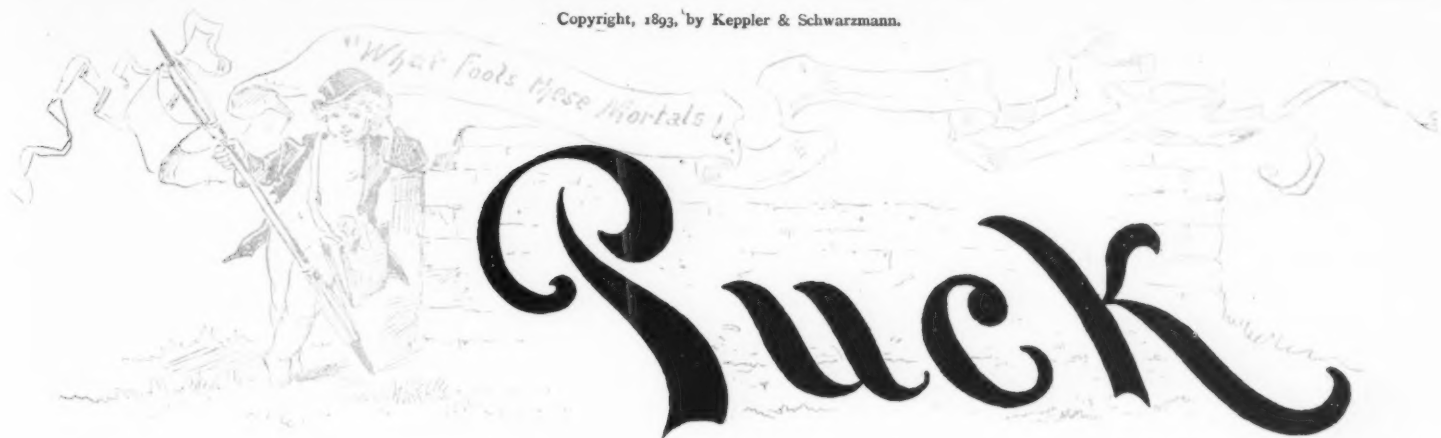 Copyright, 1893, by Keppler & Schwarzmann.
"What Fools these Mortals be
Puck